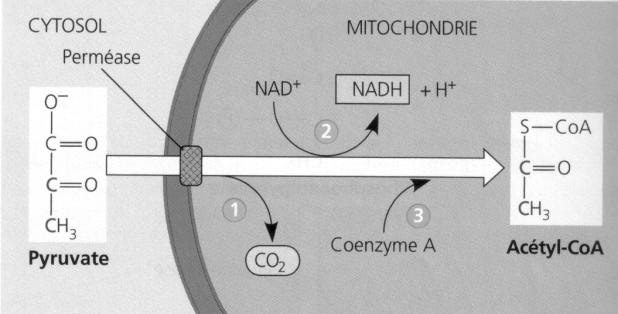 CYTOSOL
MITOCHONDRIE
Perméase
NAD⁺
NADH + H⁺
O⁻
C=O
C=O
CH₃
Pyruvate
1
2
3
CO₂
Coenzyme A
S—CoA
C=O
CH₃
Acétyl-CoA